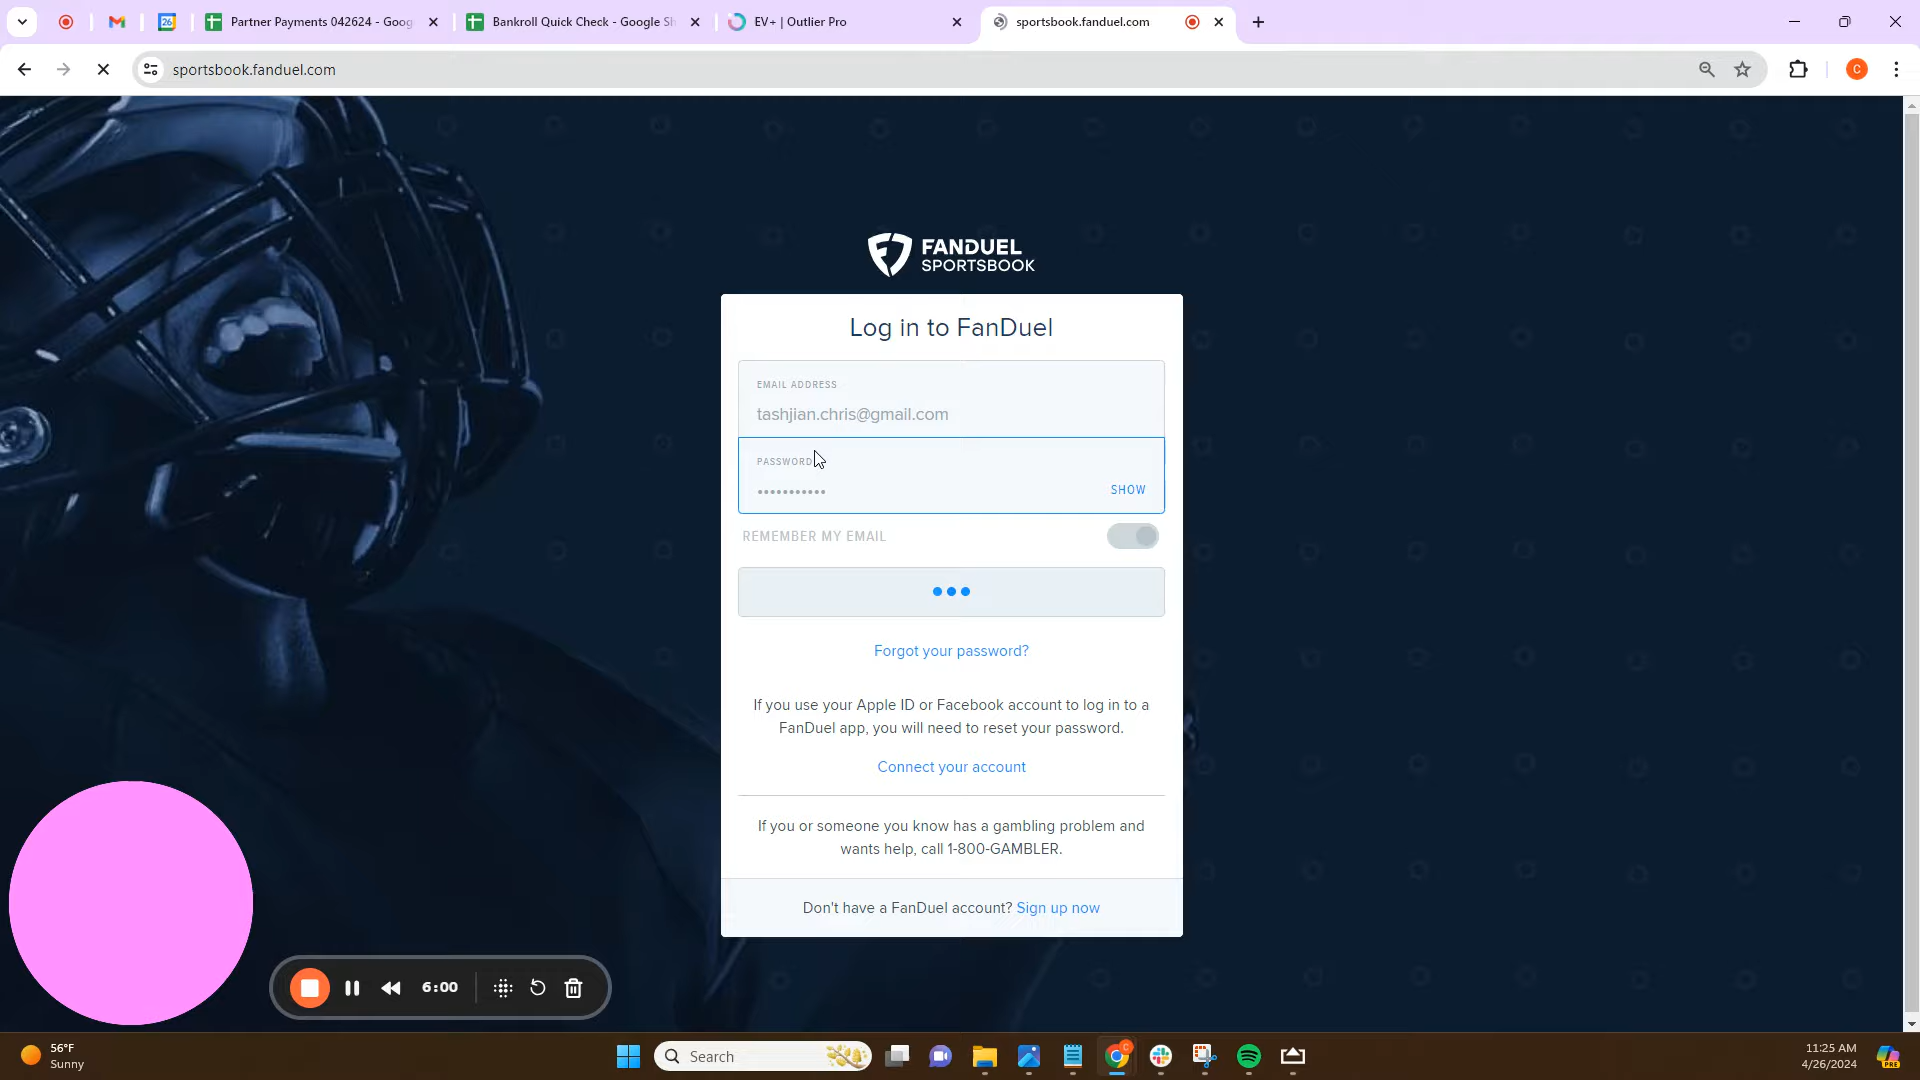 26
Partner Payments 042624 - Goog
Bankroll Quick Check - Google Sh
EV+ | Outlier Pro
sportsbook.fanduel.com
sportsbook.fanduel.com
C
FANDUEL
SPORTSBOOK
Log in to FanDuel
EMAIL ADDRESS
tashjian.chris@gmail.com
PASSWORD
•••••••••••
SHOW
REMEMBER MY EMAIL
Forgot your password?
If you use your Apple ID or Facebook account to log in to a
FanDuel app, you will need to reset your password.
Connect your account
If you or someone you know has a gambling problem and
wants help, call 1-800-GAMBLER.
Don't have a FanDuel account? Sign up now
6:00
56°F
Sunny
Search
C
11:25 AM
4/26/2024
PRE